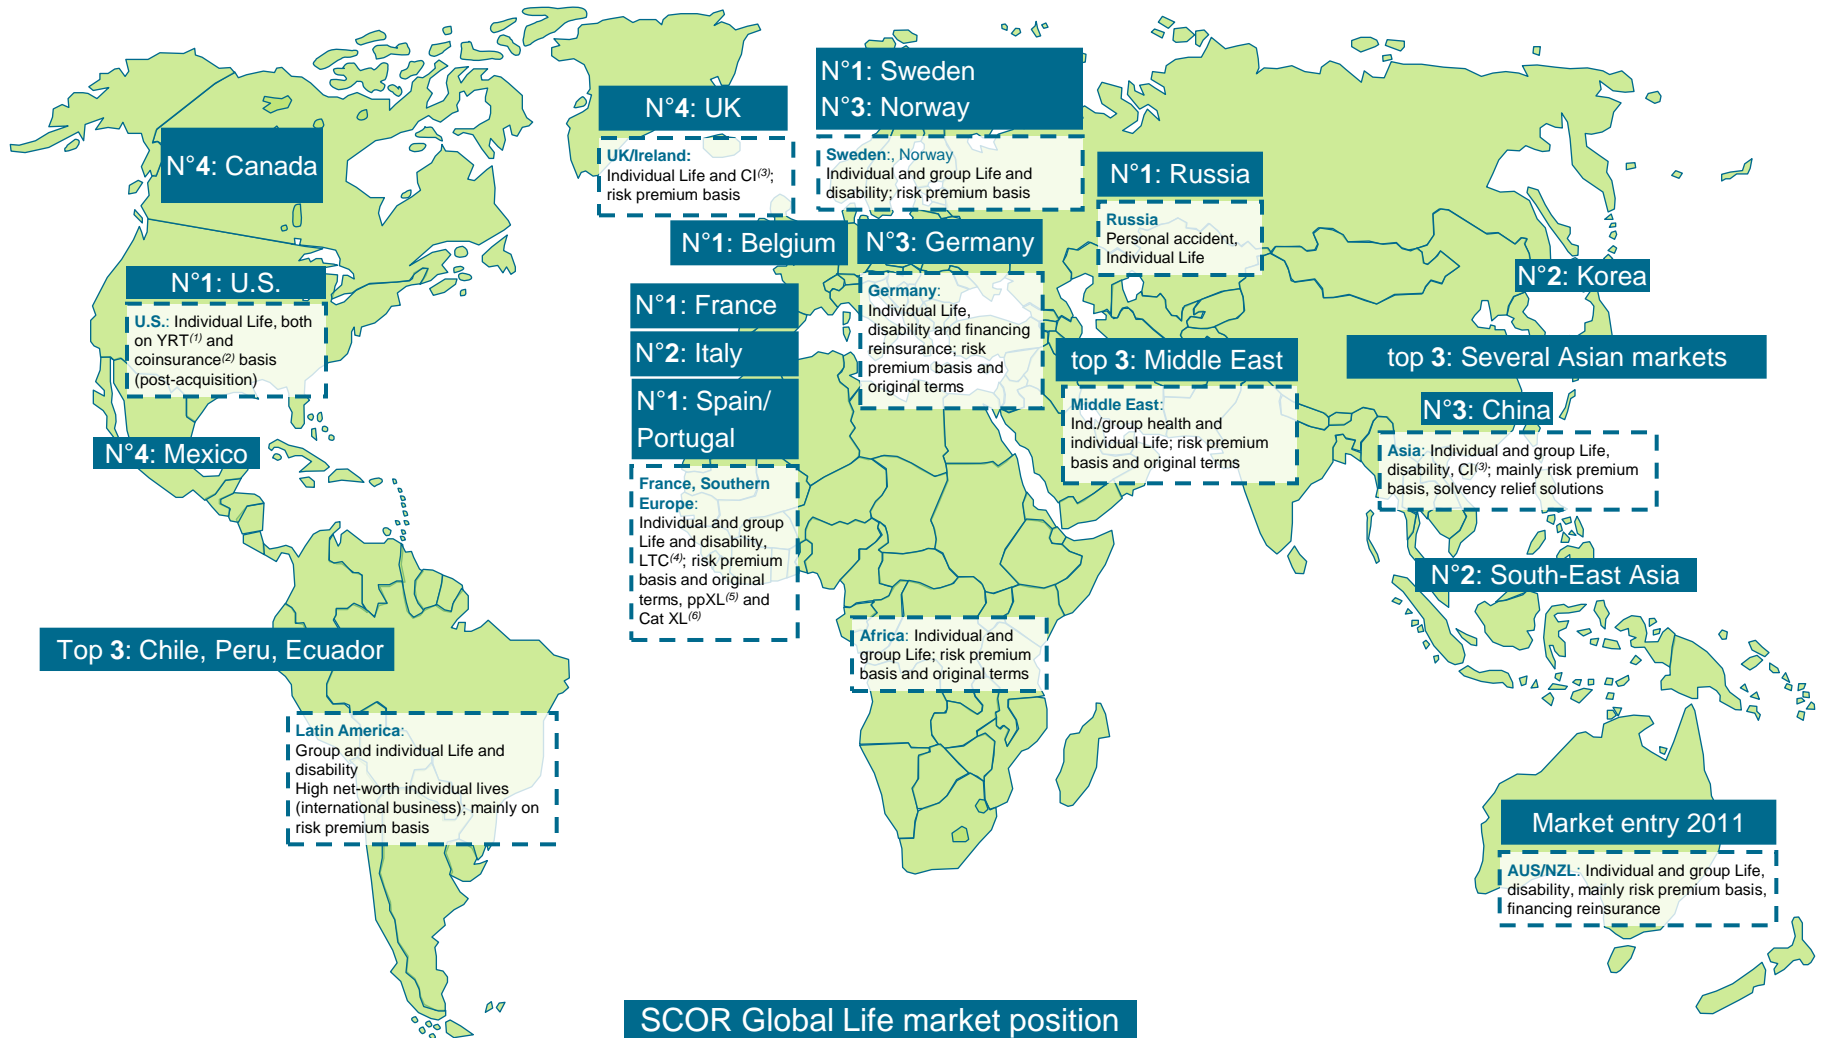 N°1: Sweden
N°3: Norway
N°4: UK
N°4: Canada
UK/Ireland:
Individual Life and CI(3);
risk premium basis
Sweden:, Norway
Individual and group Life and
disability; risk premium basis
N°1: Russia
Russia
Personal accident,
Individual Life
N°1: Belgium
N°3: Germany
N°1: U.S.
U.S.: Individual Life, both
on YRT(1) and
coinsurance(2) basis
(post-acquisition)
N°2: Korea
Germany:
Individual Life,
disability and financing
reinsurance; risk
premium basis and
original terms
N°1: France
N°2: Italy
N°1: Spain/
Portugal
top 3: Middle East
top 3: Several Asian markets
Middle East:
Ind./group health and
individual Life; risk premium
basis and original terms
N°3: China
Asia: Individual and group Life,
disability, CI(3); mainly risk premium
basis, solvency relief solutions
N°4: Mexico
France, Southern
Europe:
Individual and group
Life and disability,
LTC(4); risk premium
basis and original
terms, ppXL(5) and
Cat XL(6)
N°2: South-East Asia
Top 3: Chile, Peru, Ecuador
Africa: Individual and
group Life; risk premium
basis and original terms
Latin America:
Group and individual Life and
disability
High net-worth individual lives
(international business); mainly on
risk premium basis
Market entry 2011
AUS/NZL: Individual and group Life,
disability, mainly risk premium basis,
financing reinsurance
SCOR Global Life market position